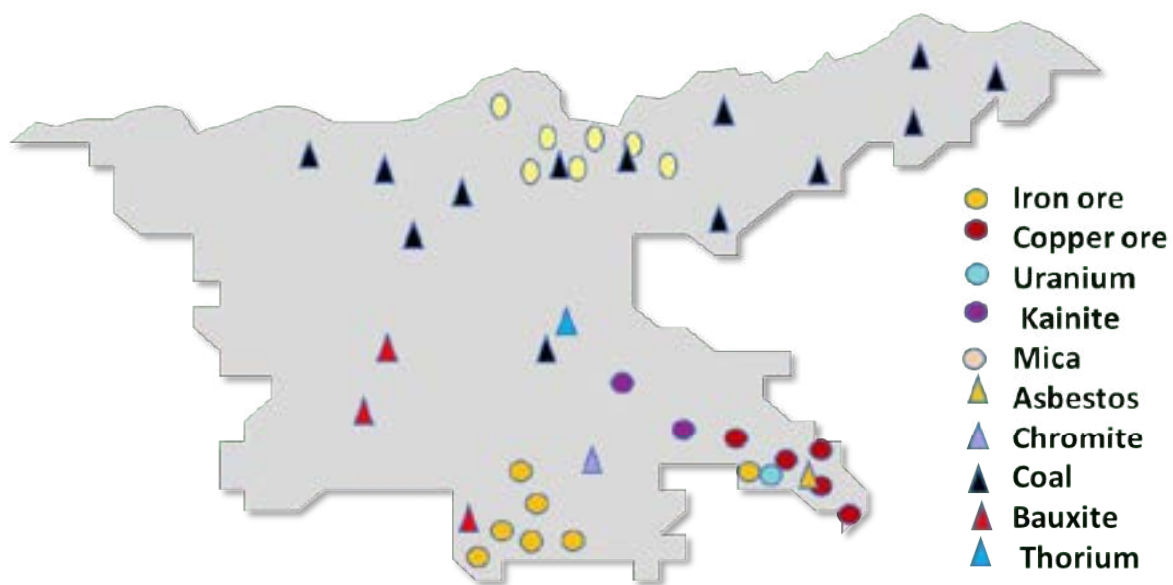 Iron ore
Copper ore
Uranium
Kainite
Mica
Asbestos
Chromite
Coal
Bauxite
Thorium